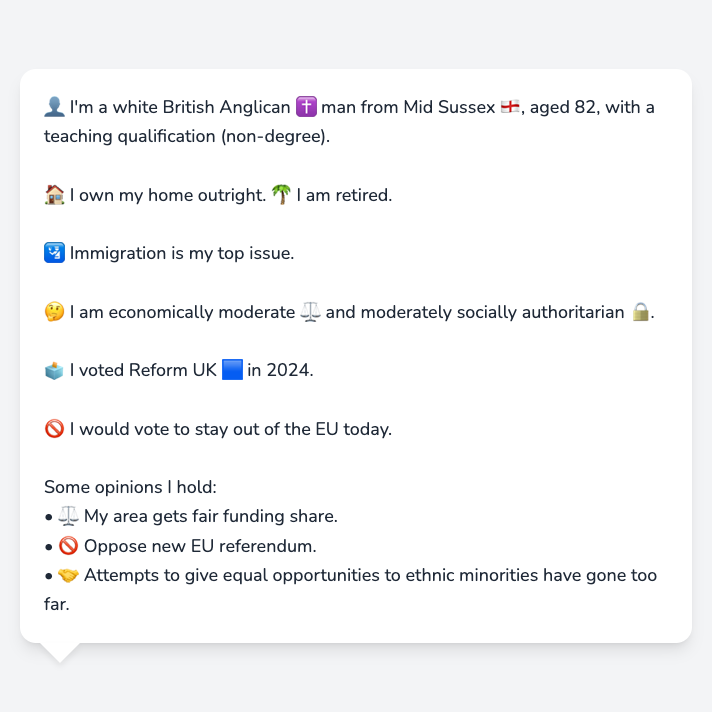 👤 I'm a white British Anglican ✝️ man from Mid Sussex 🏴󠁧󠁢󠁥󠁮󠁧󠁿, aged 82, with a
teaching qualification (non-degree).
🏠 I own my home outright. 🌴 I am retired.
🛂 Immigration is my top issue.
🤔 I am economically moderate ⚖️ and moderately socially authoritarian 🔒.
🗳️ I voted Reform UK 🟦 in 2024.
🚫 I would vote to stay out of the EU today.
Some opinions I hold:
• ⚖️ My area gets fair funding share.
• 🚫 Oppose new EU referendum.
• 🤝 Attempts to give equal opportunities to ethnic minorities have gone too
far.